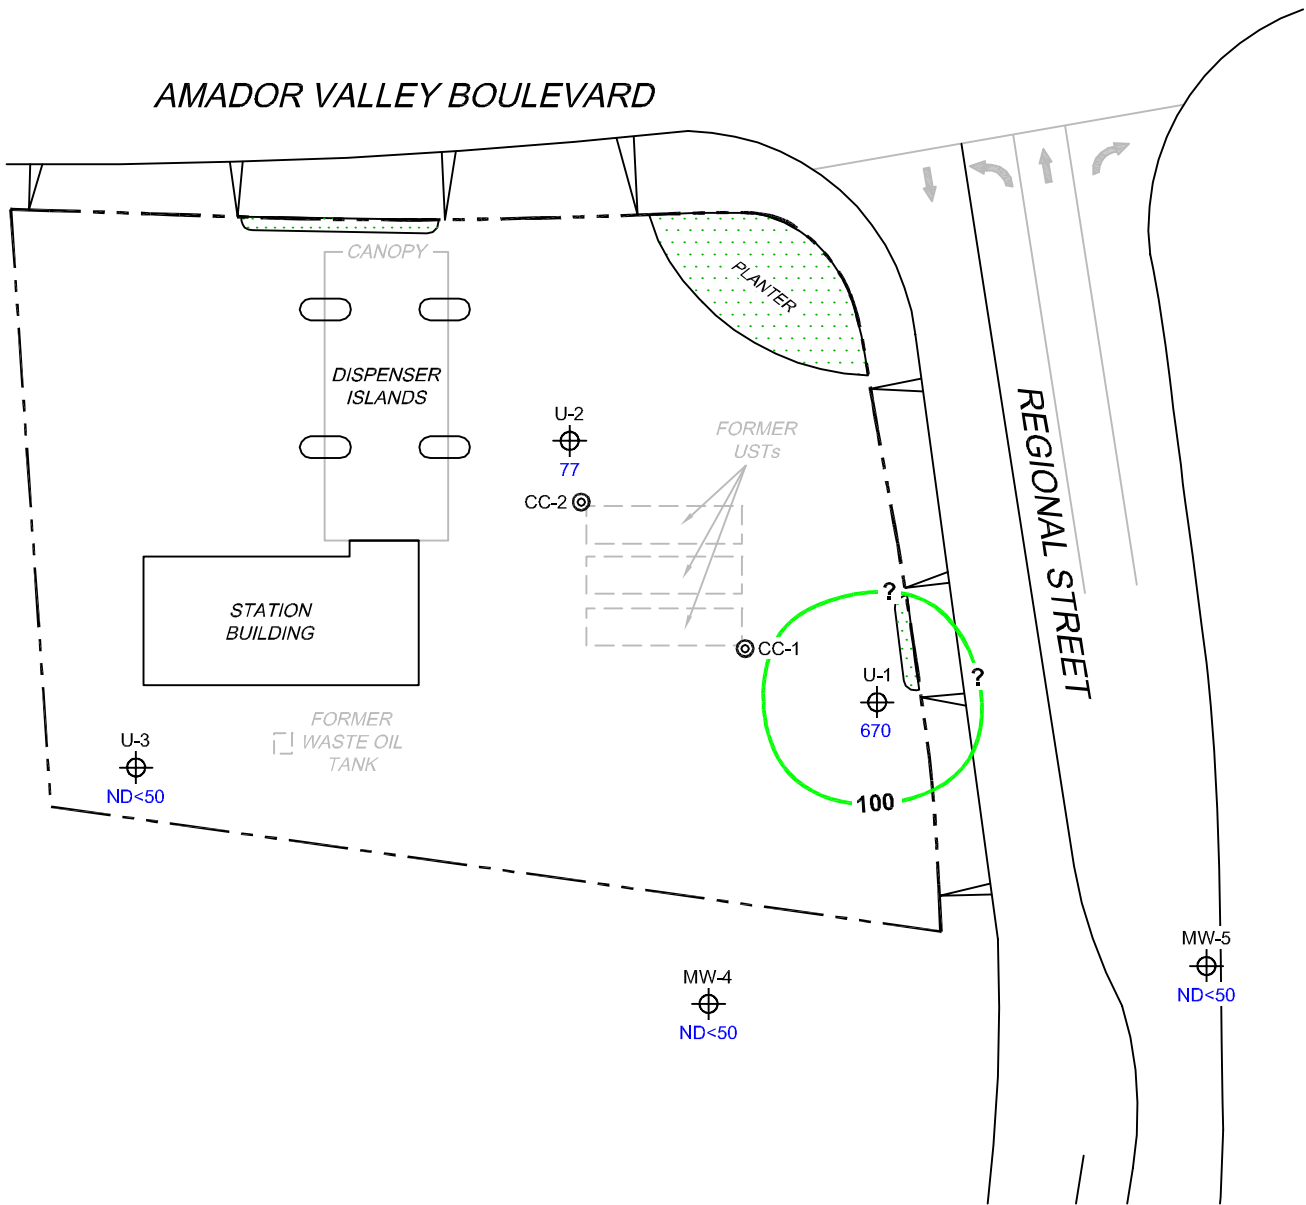 AMADOR VALLEY BOULEVARD
CANOPY
PLANTER
DISPENSER
ISLANDS
REGIONAL STREET
U-2
77
FORMER
USTs
CC-2
?
STATION
BUILDING
CC-1
U-1
?
670
FORMER
WASTE OIL
TANK
U-3
ND<50
100
MW-5
ND<50
MW-4
ND<50